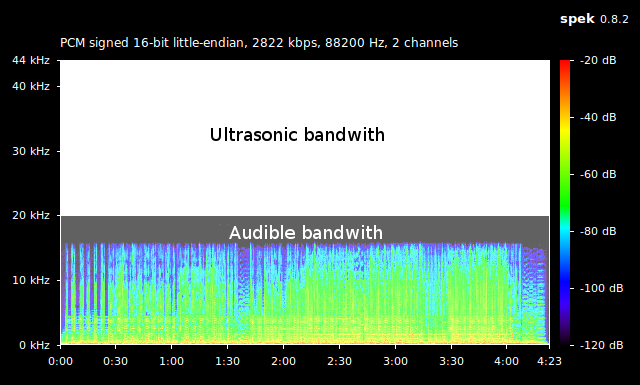 spek 0.8.2
PCM signed 16-bit little-endian, 2822 kbps, 88200 Hz, 2 channels
44 kHz
40 kHz
30 kHz
20 kHz
10 kHz
0 kHz
Ultrasonic bandwith
Audible bandwith
-20 dB
-40 dB
-60 dB
-80 dB
-100 dB
-120 dB
0:00 0:30 1:00 1:30 2:00 2:30 3:00 3:30 4:00 4:23